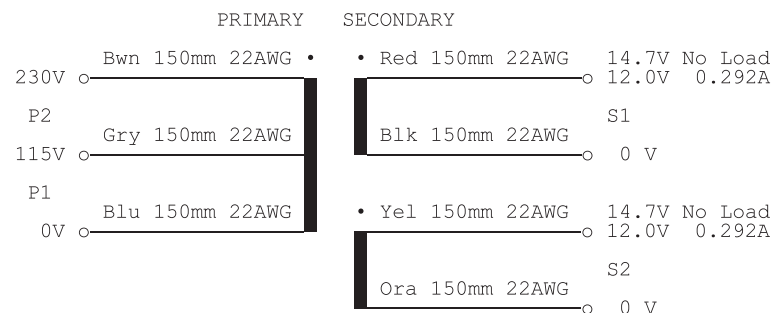 PRIMARY SECONDARY
Bwn 150mm 22AWG • • Red 150mm 22AWG 14.7V No Load
230V 12.0V 0.292A
P2 S1
Gry 150mm 22AWG Blk 150mm 22AWG
115V 0 V
P1
Blu 150mm 22AWG • Yel 150mm 22AWG 14.7V No Load
0V 12.0V 0.292A
S2
Ora 150mm 22AWG
0 V